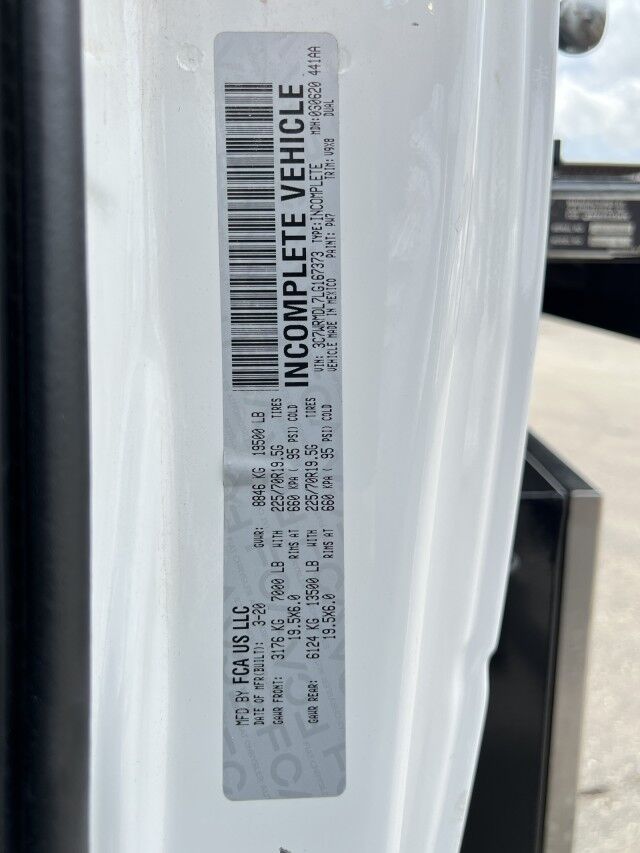 MFD BY FCA US LLC
DATE OF MFR(BUILT): 3-20 GVWR: 8846 KG 19500 LB
GAWR FRONT: 3176 KG 7000 LB WITH 225/70R19.5G TIRES
19.5X6.0 RIMS AT 660 KPA ( 95 PSI) COLD
GAWR REAR: 6124 KG 13500 LB WITH 225/70R19.5G TIRES
19.5X6.0 RIMS AT 660 KPA ( 95 PSI) COLD
INCOMPLETE VEHICLE
MDH:030620 441AA
VIN: 3C7WRMDL7LG167373 TYPE:INCOMPLETE DUAL
VEHICLE MADE IN MEXICO PAINT: PW7 TRIM: V9X8